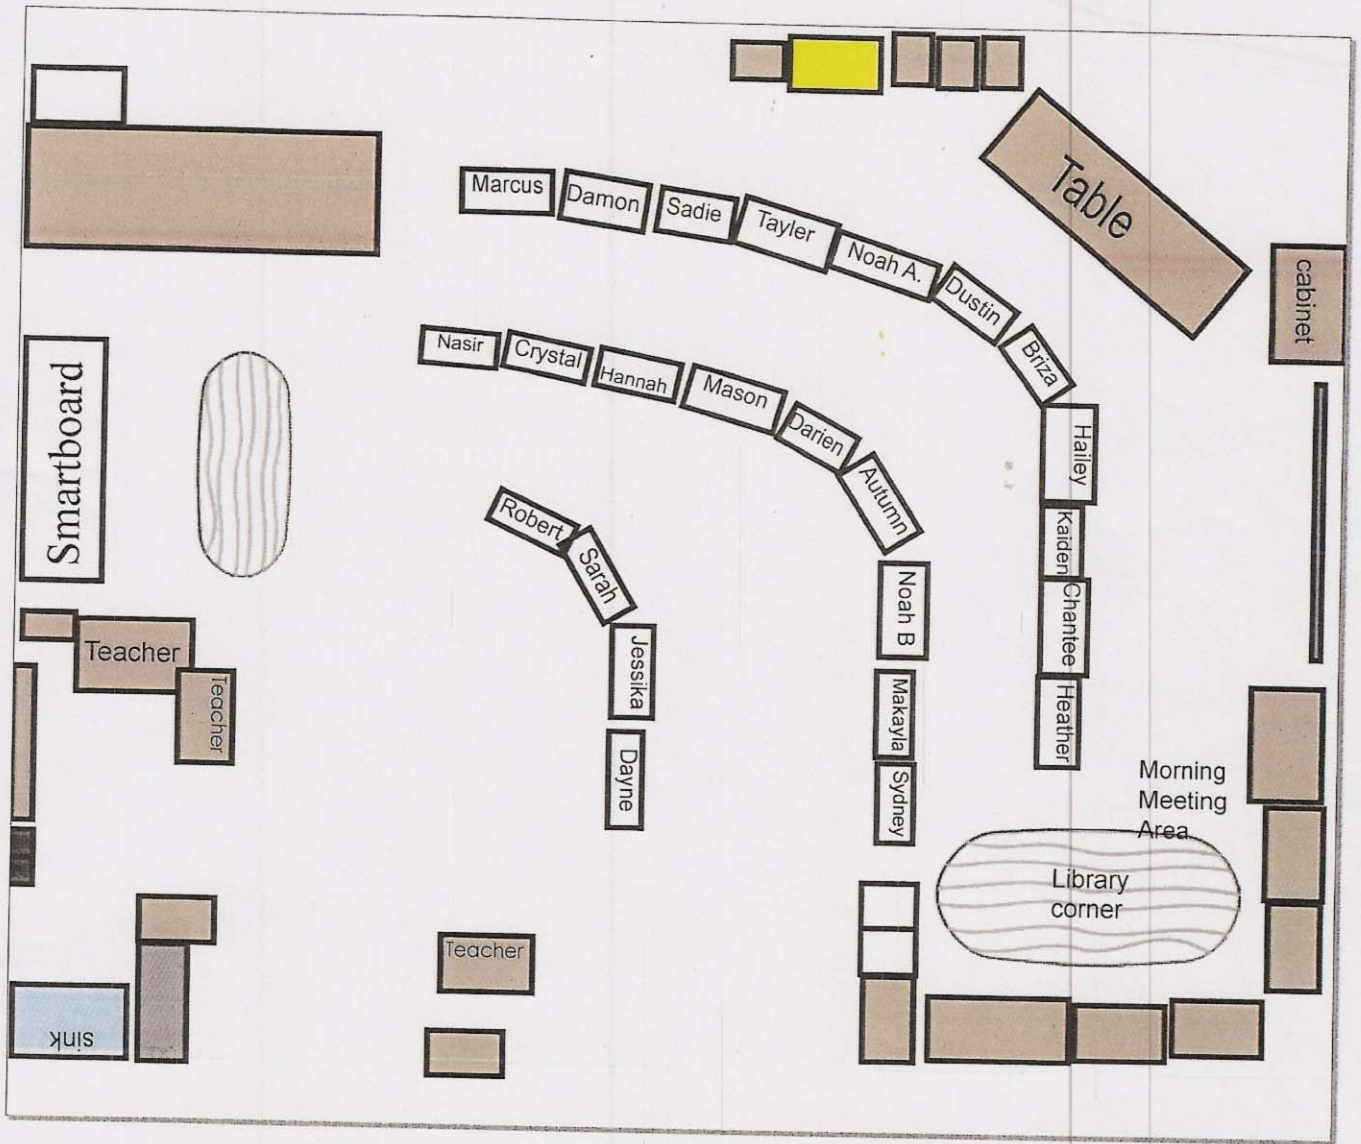 Marcus
Damon
Sadie
Tayler
Noah A.
Dustin
Briza
Hailey
Kaiden
Chantee
Heather
Table
cabinet
Nasir
Crystal
Hannah
Mason
Darien
Autumn
Noah B
Makayla
Sydney
Robert
Sarah
Jessika
Dayne
Smartboard
Teacher
Teacher
Teacher
sink
Morning
Meeting
Area
Library
corner